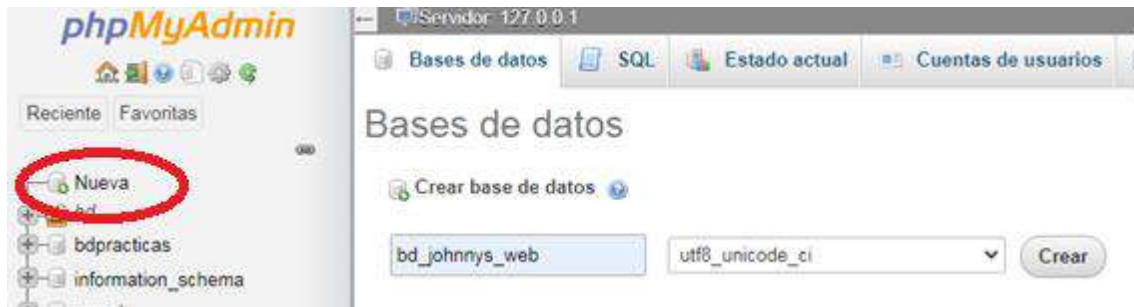 phpMyAdmin
Reciente Favoritas
Nueva
bd
bdpracticas
information_schema
Servidor: 127.0.0.1
Bases de datos SQL Estado actual Cuentas de usuarios
Bases de datos
Crear base de datos
bd_johnnys_web utf8_unicode_ci Crear